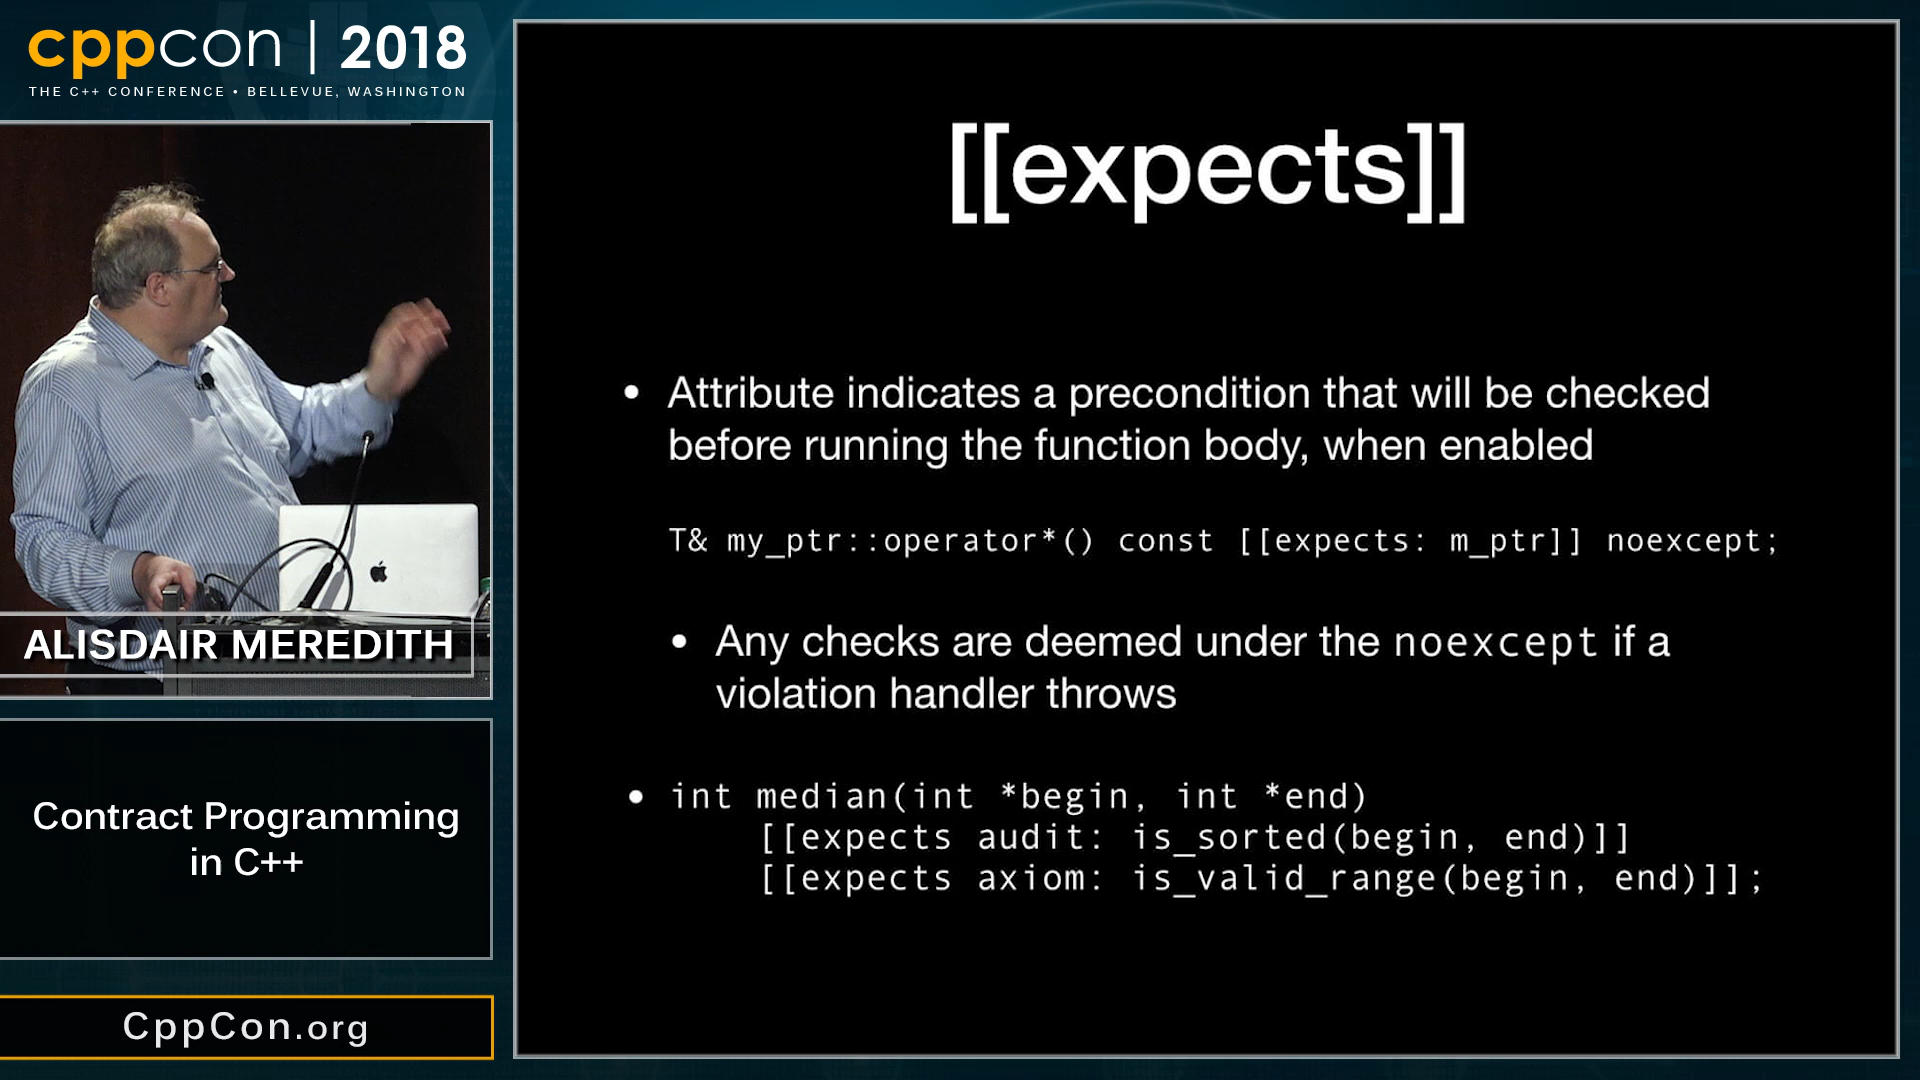 cppcon | 2018
THE C++ CONFERENCE • BELLEVUE, WASHINGTON
ALISDAIR MEREDITH
Contract Programming
in C++
CppCon.org
[[expects]]
• Attribute indicates a precondition that will be checked
before running the function body, when enabled
T& my_ptr::operator*() const [[expects: m_ptr]] noexcept;
• Any checks are deemed under the noexcept if a
violation handler throws
• int median(int *begin, int *end)
[[expects audit: is_sorted(begin, end)]]
[[expects axiom: is_valid_range(begin, end)]];